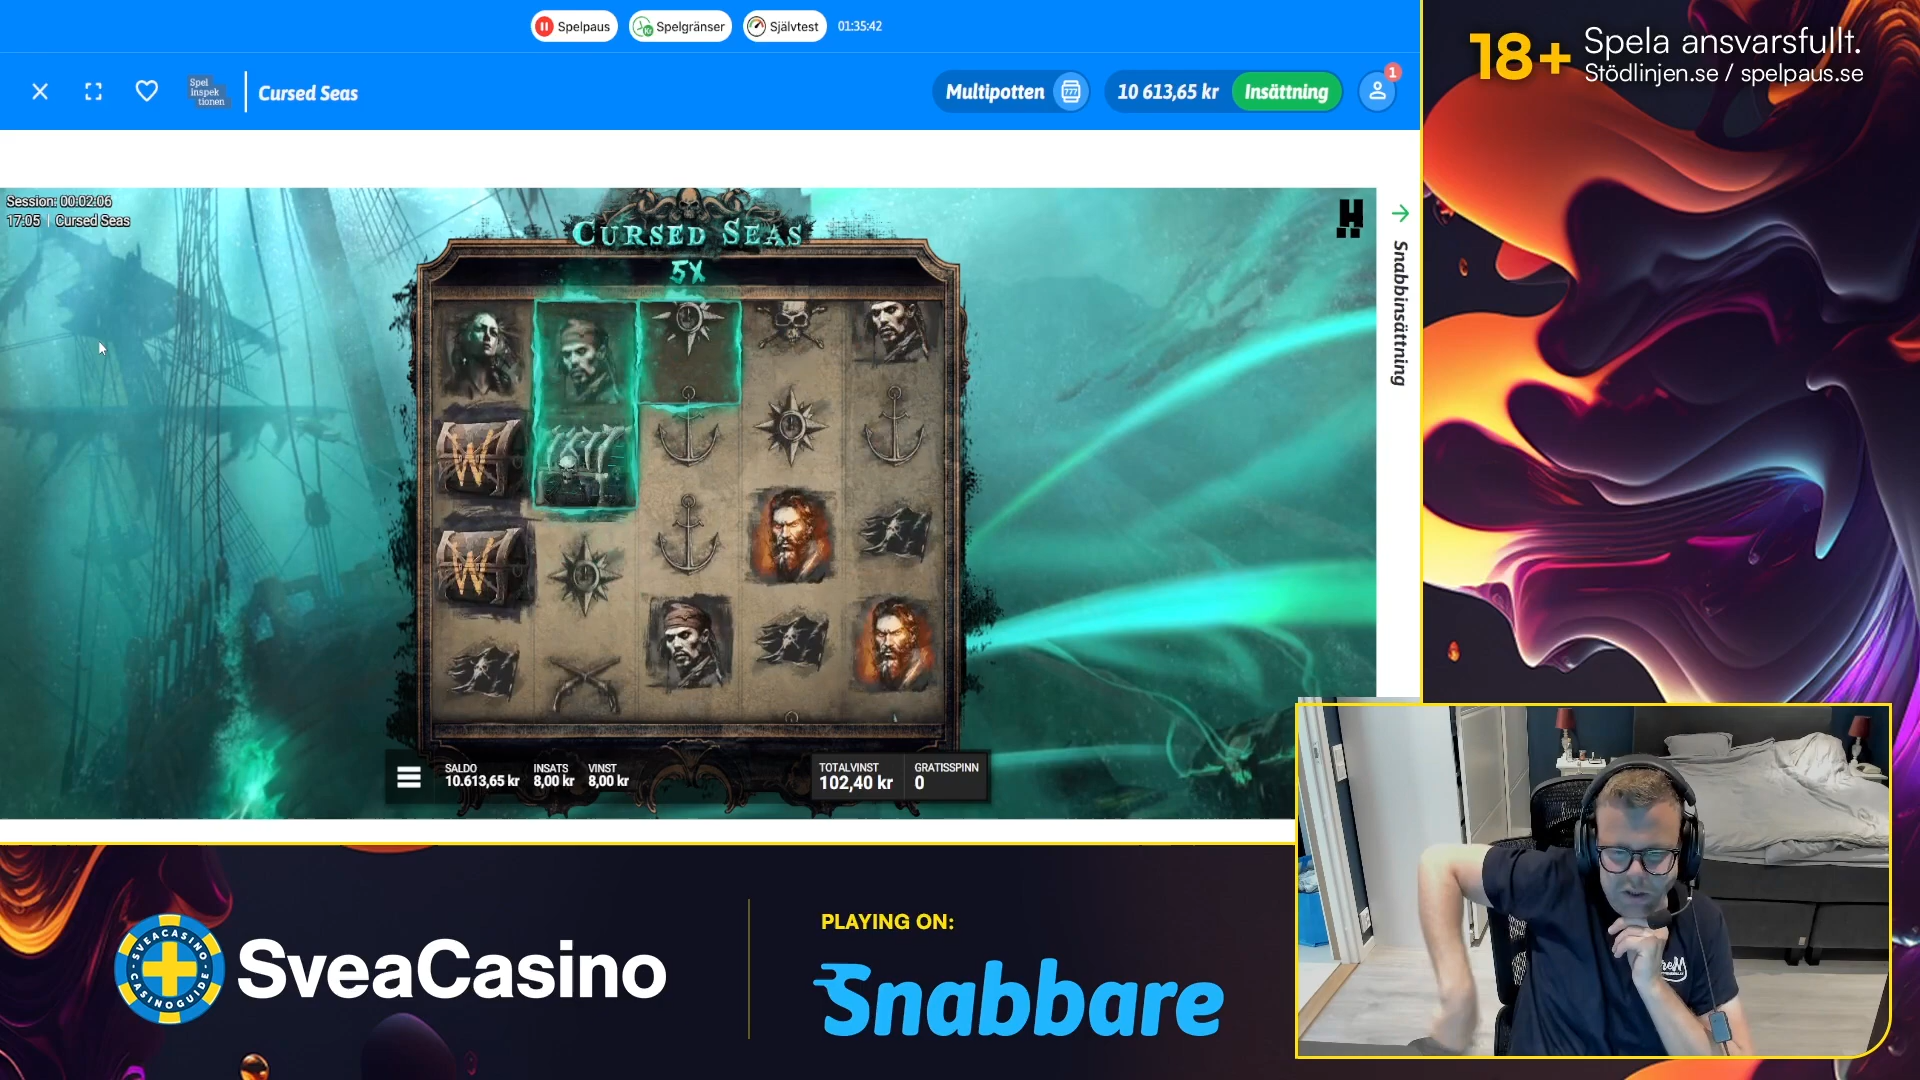 Spelpaus
Spelgränser
Självtest
01:35:42
Spel
Inspek
tionen
Cursed Seas
Multipotten
777
10 613,65 kr
Insättning
1
Session: 00:02:06
17:05 | Cursed Seas
CURSED SEAS
5X
W
W
Snabbinsättning
SALDO
10.613,65 kr
INSATS
8,00 kr
VINST
8,00 kr
TOTALVINST
102,40 kr
GRATISSPINN
0
18+
Spela ansvarsfullt.
Stödlinjen.se / spelpaus.se
SVEACASINO
CASINOGUIDE
SveaCasino
PLAYING ON:
Snabbare